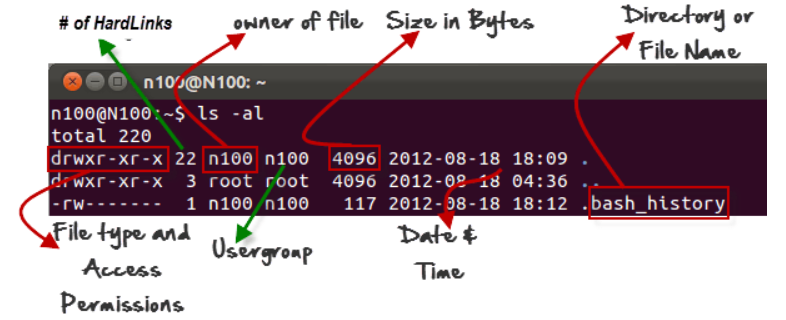 # of HardLinks owner of file Size in Bytes Directory or
File Name
n100@N100: ~
n100@N100:~$ ls -al
total 220
drwxr-xr-x 22 n100 n100 4096 2012-08-18 18:09 .
drwxr-xr-x 3 root root 4096 2012-08-18 04:36 ..
-rw------- 1 n100 n100 117 2012-08-18 18:12 .bash_history
File type and
Access
Permissions
Usergroup
Date &
Time